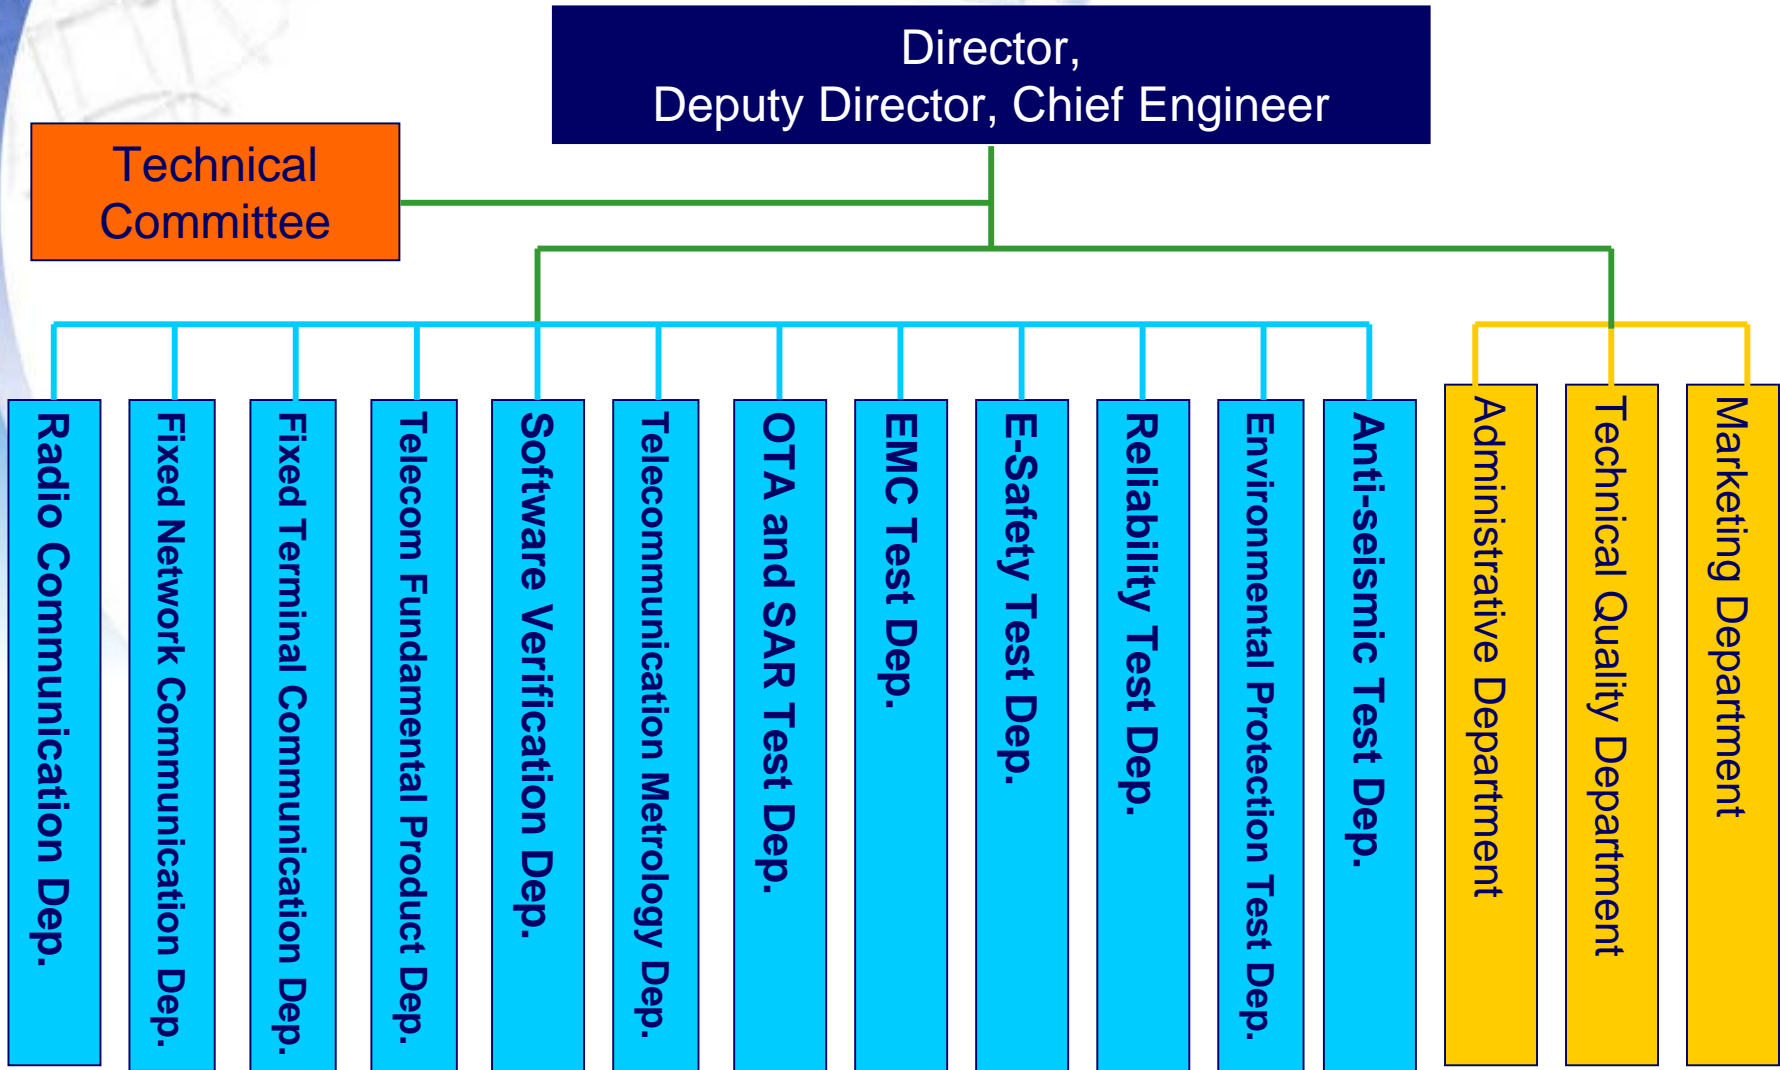 Director,
Deputy Director, Chief Engineer
Technical
Committee
Radio Communication Dep.
Fixed Network Communication Dep.
Fixed Terminal Communication Dep.
Telecom Fundamental Product Dep.
Software Verification Dep.
Telecommunication Metrology Dep.
OTA and SAR Test Dep.
EMC Test Dep.
E-Safety Test Dep.
Reliability Test Dep.
Environmental Protection Test Dep.
Anti-seismic Test Dep.
Administrative Department
Technical Quality Department
Marketing Department